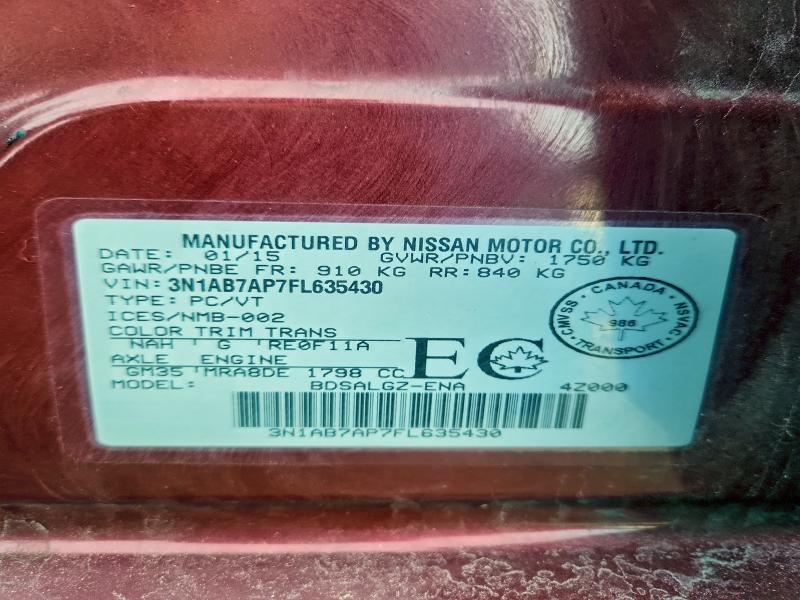 MANUFACTURED BY NISSAN MOTOR CO., LTD.
DATE: 01/15 GVWR/PNBV: 1750 KG
GAWR/PNBE FR: 910 KG RR: 840 KG
VIN: 3N1AB7AP7FL635430
TYPE: PC/VT
ICES/NMB-002
COLOR TRIM TRANS
NAH ' G 'RE0F11A
AXLE ENGINE
GM35 'MRA8DE 1798 CC
EC
MODEL: BDSALGZ-ENA 4Z000
3N1AB7AP7FL635430
CANADA
CMVSS
986
NSVAC
TRANSPORT